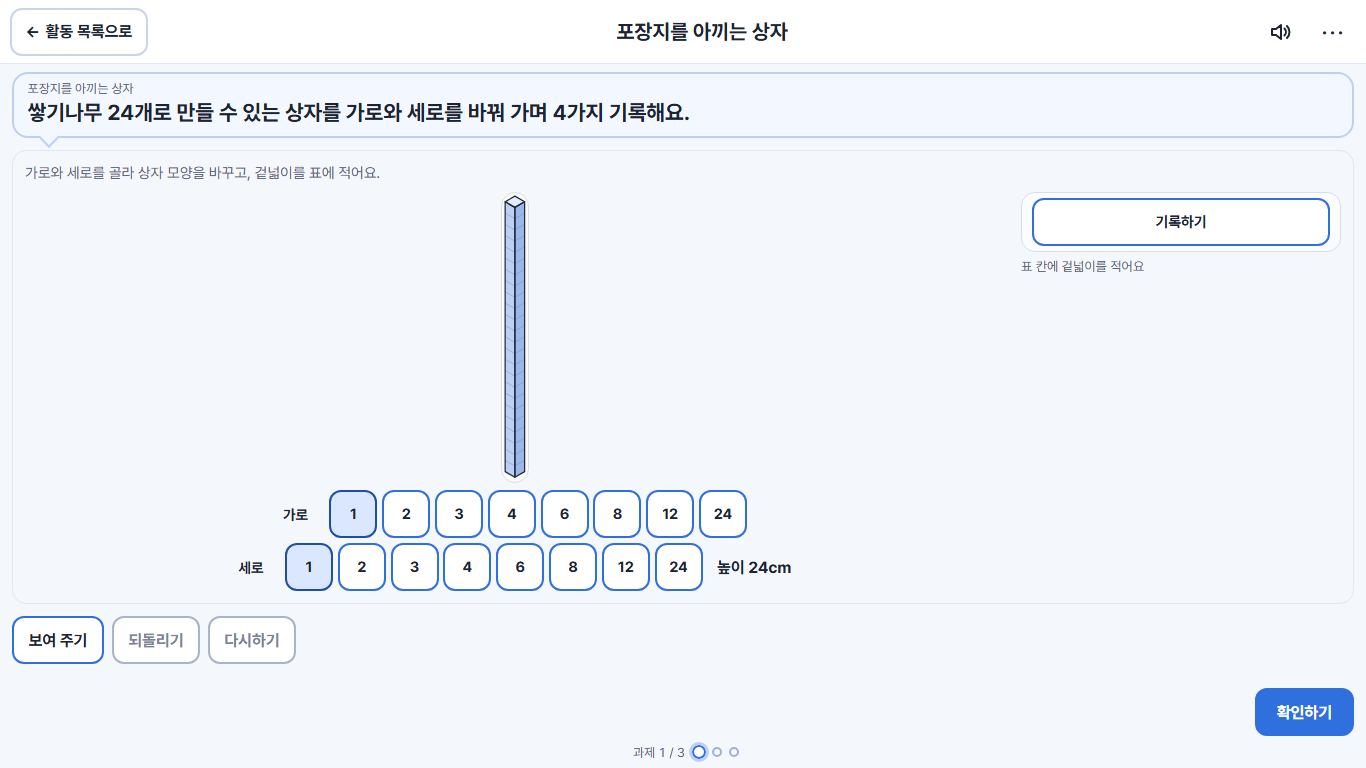 ← 활동 목록으로
포장지를 아끼는 상자
포장지를 아끼는 상자
쌓기나무 24개로 만들 수 있는 상자를 가로와 세로를 바꿔 가며 4가지 기록해요.
가로와 세로를 골라 상자 모양을 바꾸고, 겉넓이를 표에 적어요.
기록하기
표 칸에 겉넓이를 적어요
가로 1 2 3 4 6 8 12 24
세로 1 2 3 4 6 8 12 24 높이 24cm
보여 주기 되돌리기 다시하기
확인하기
과제 1 / 3